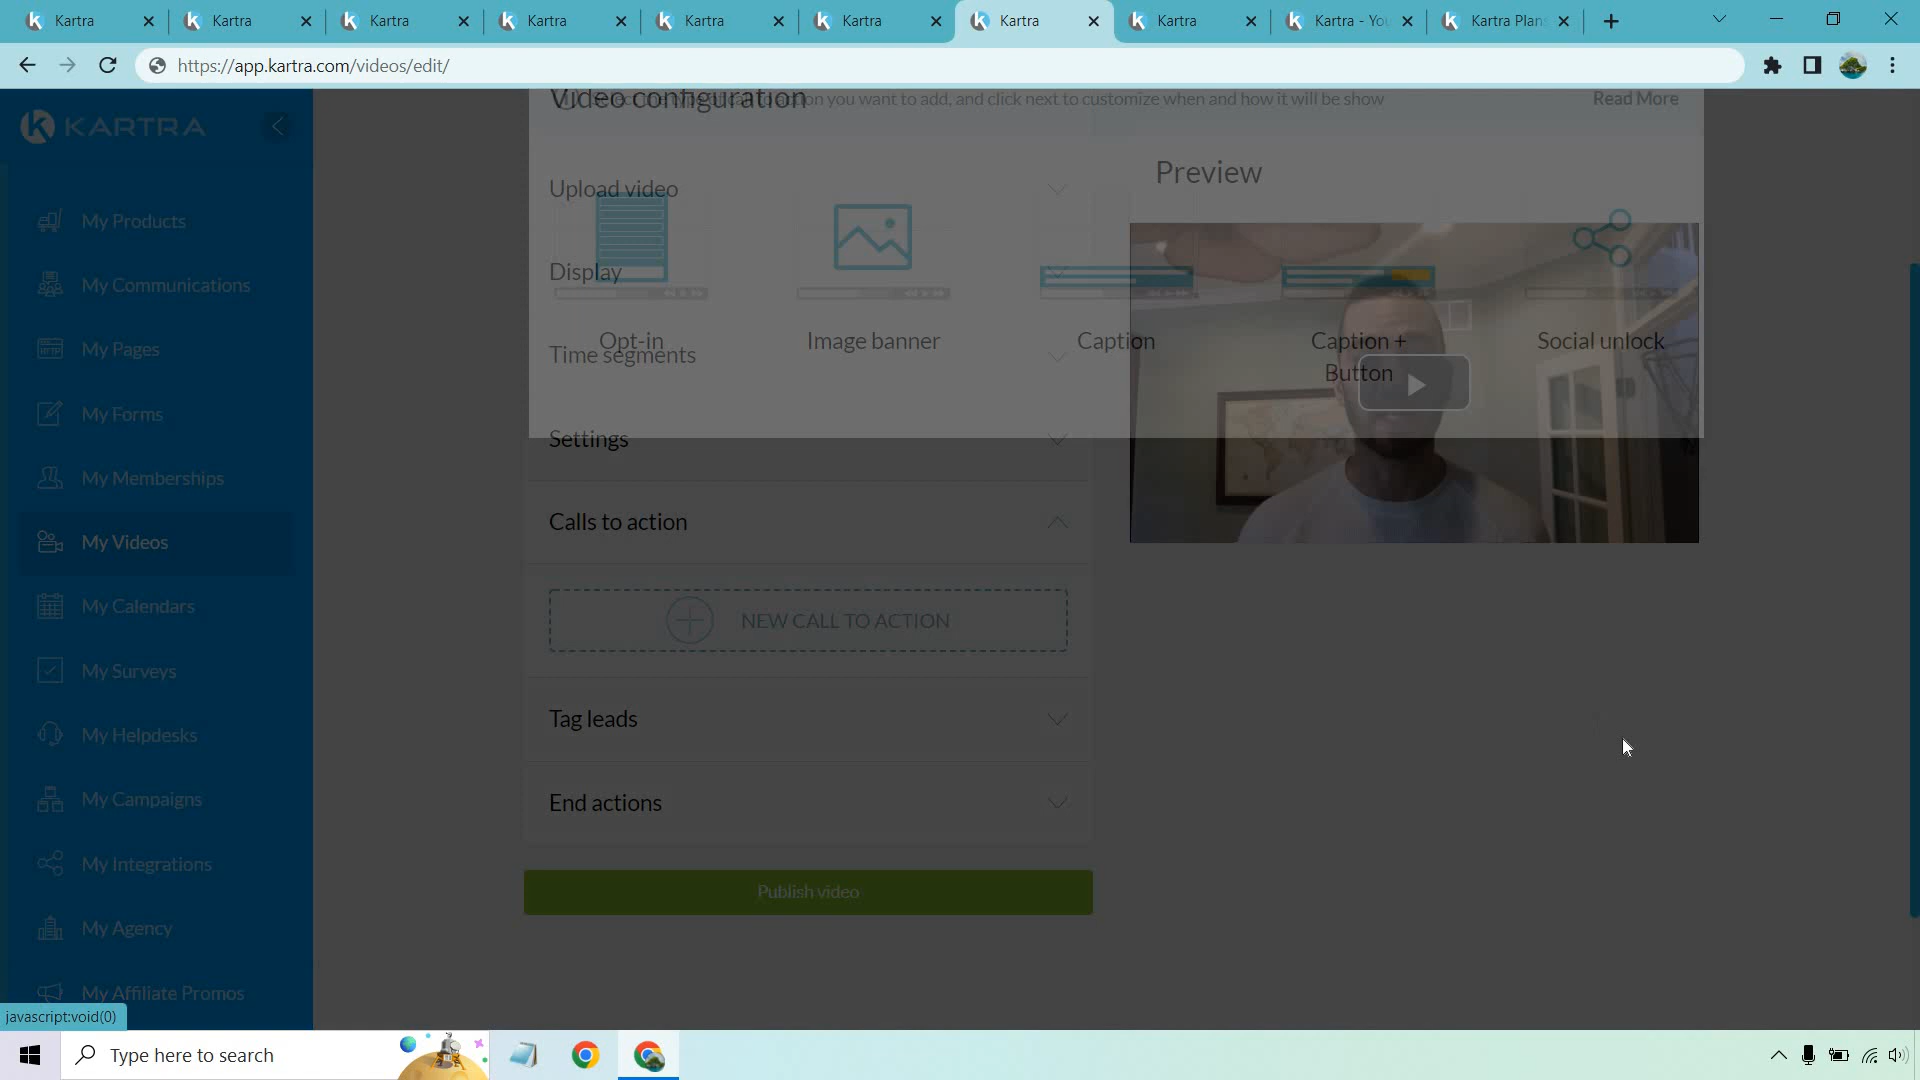 Kartra
Kartra
Kartra
Kartra
Kartra
Kartra
Kartra
Kartra
Kartra - You
Kartra Plans
https://app.kartra.com/videos/edit/
KARTRA
My Products
My Communications
My Pages
My Forms
My Memberships
My Videos
My Calendars
My Surveys
My Helpdesks
My Campaigns
My Integrations
My Agency
My Affiliate Promos
javascript:void(0)
Video configuration
on you want to add, and click next to customize when and how it will be show
Read More
Upload video
Display
Time segments
Settings
Opt-in
Image banner
Caption
Caption +
Button
Social unlock
Preview
Calls to action
NEW CALL TO ACTION
Tag leads
End actions
Publish video
HTTP
Type here to search